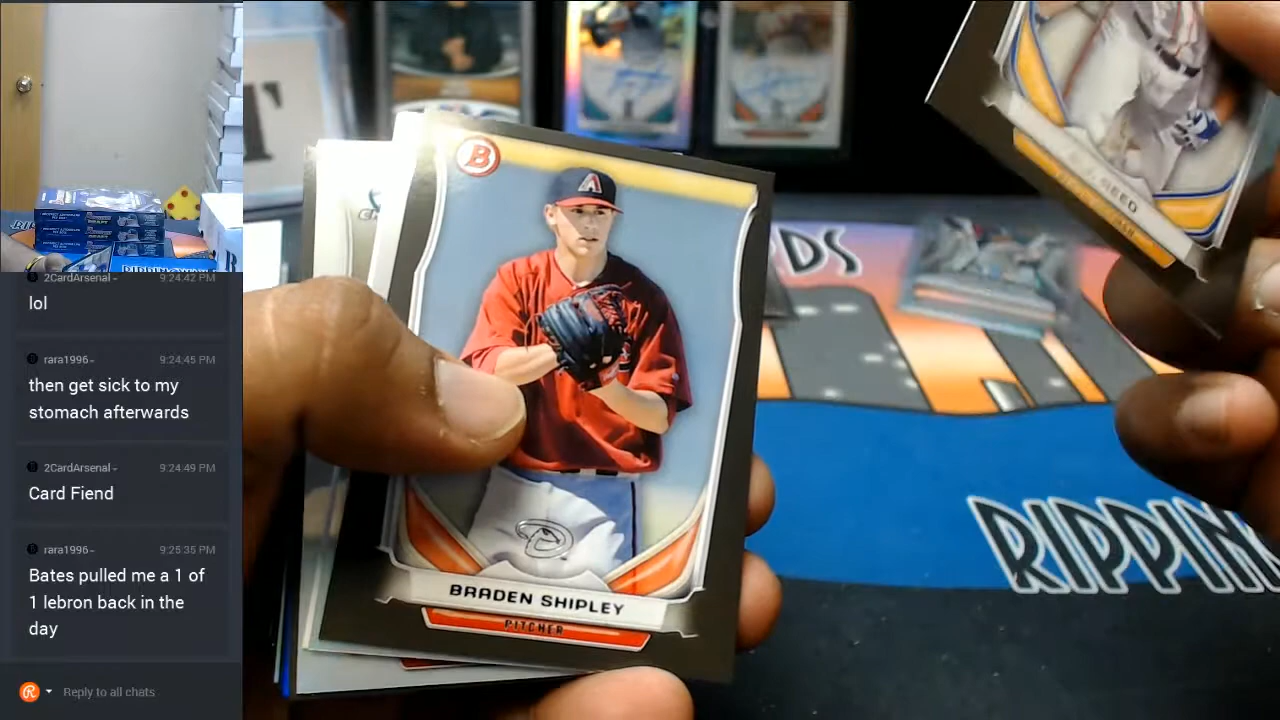 2CardArsenal 9:24:42 PM
lol
rara1996 9:24:45 PM
then get sick to my
stomach afterwards
2CardArsenal 9:24:49 PM
Card Fiend
rara1996 9:25:35 PM
Bates pulled me a 1 of
1 lebron back in the
day
Reply to all chats
B
A
BRADEN SHIPLEY
PITCHER
REED
DS
RIPPIN